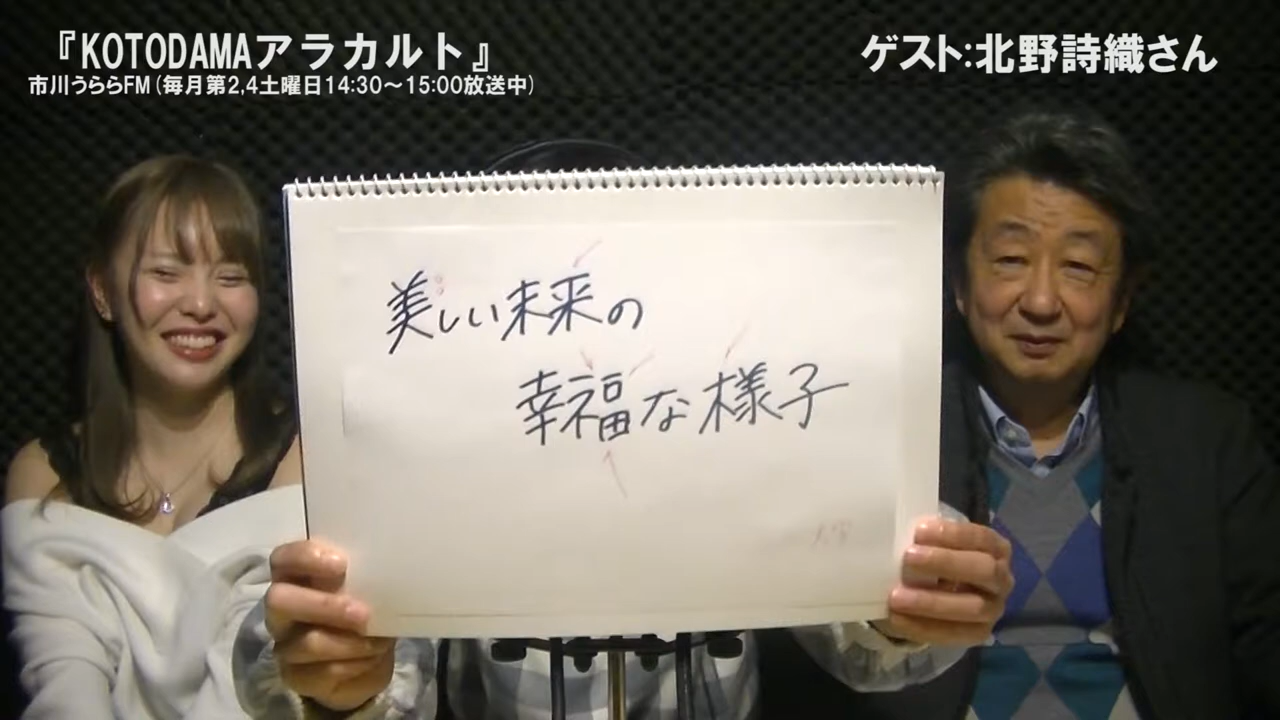 『KOTODAMAアラカルト』
市川うららFM(毎月第2,4土曜日14:30～15:00放送中)
ゲスト:北野詩織さん
美しい未来の
幸福な様子